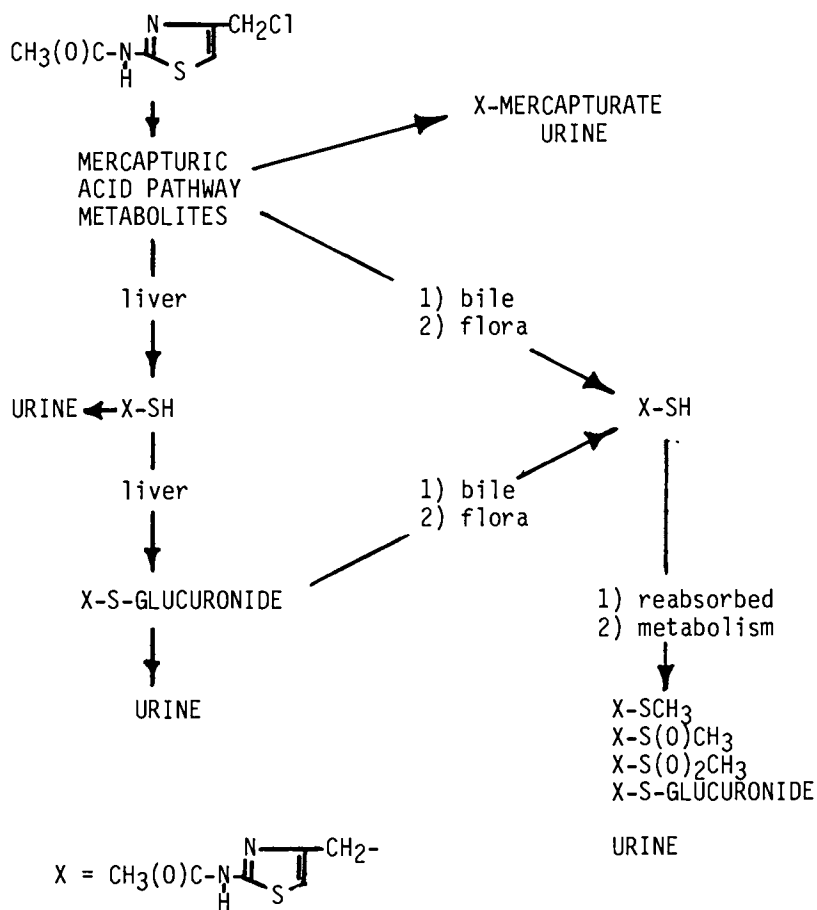 N CH2Cl
CH3(O)C-N
H
S
X-MERCAPTURATE
URINE
MERCAPTURIC
ACID PATHWAY
METABOLITES
liver
1) bile
2) flora
URINE X-SH
X-SH
liver
1) bile
2) flora
X-S-GLUCURONIDE
1) reabsorbed
2) metabolism
URINE
X-SCH3
X-S(O)CH3
X-S(O)2CH3
X-S-GLUCURONIDE
URINE
N CH2-
X = CH3(O)C-N
H
S